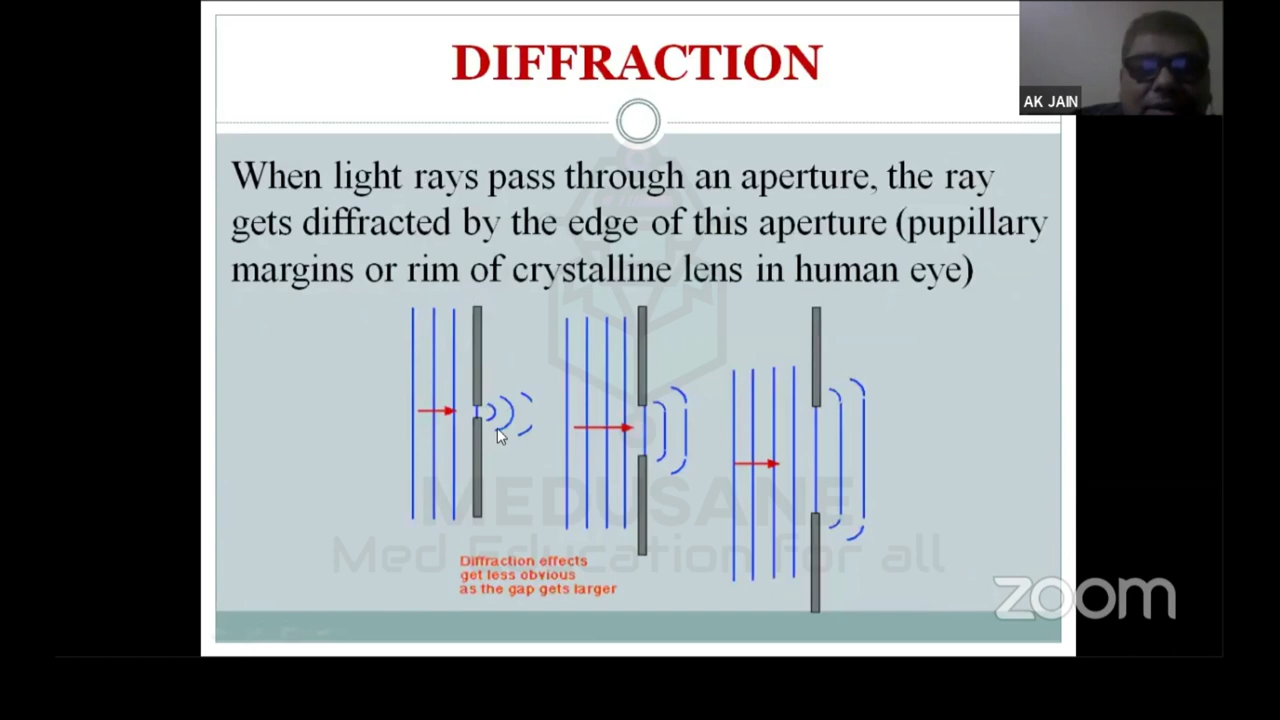 DIFFRACTION
AK JAIN
When light rays pass through an aperture, the ray
gets diffracted by the edge of this aperture (pupillary
margins or rim of crystalline lens in human eye)
MEDUSANE
Med Education for all
Diffraction effects
get less obvious
as the gap gets larger
zoom